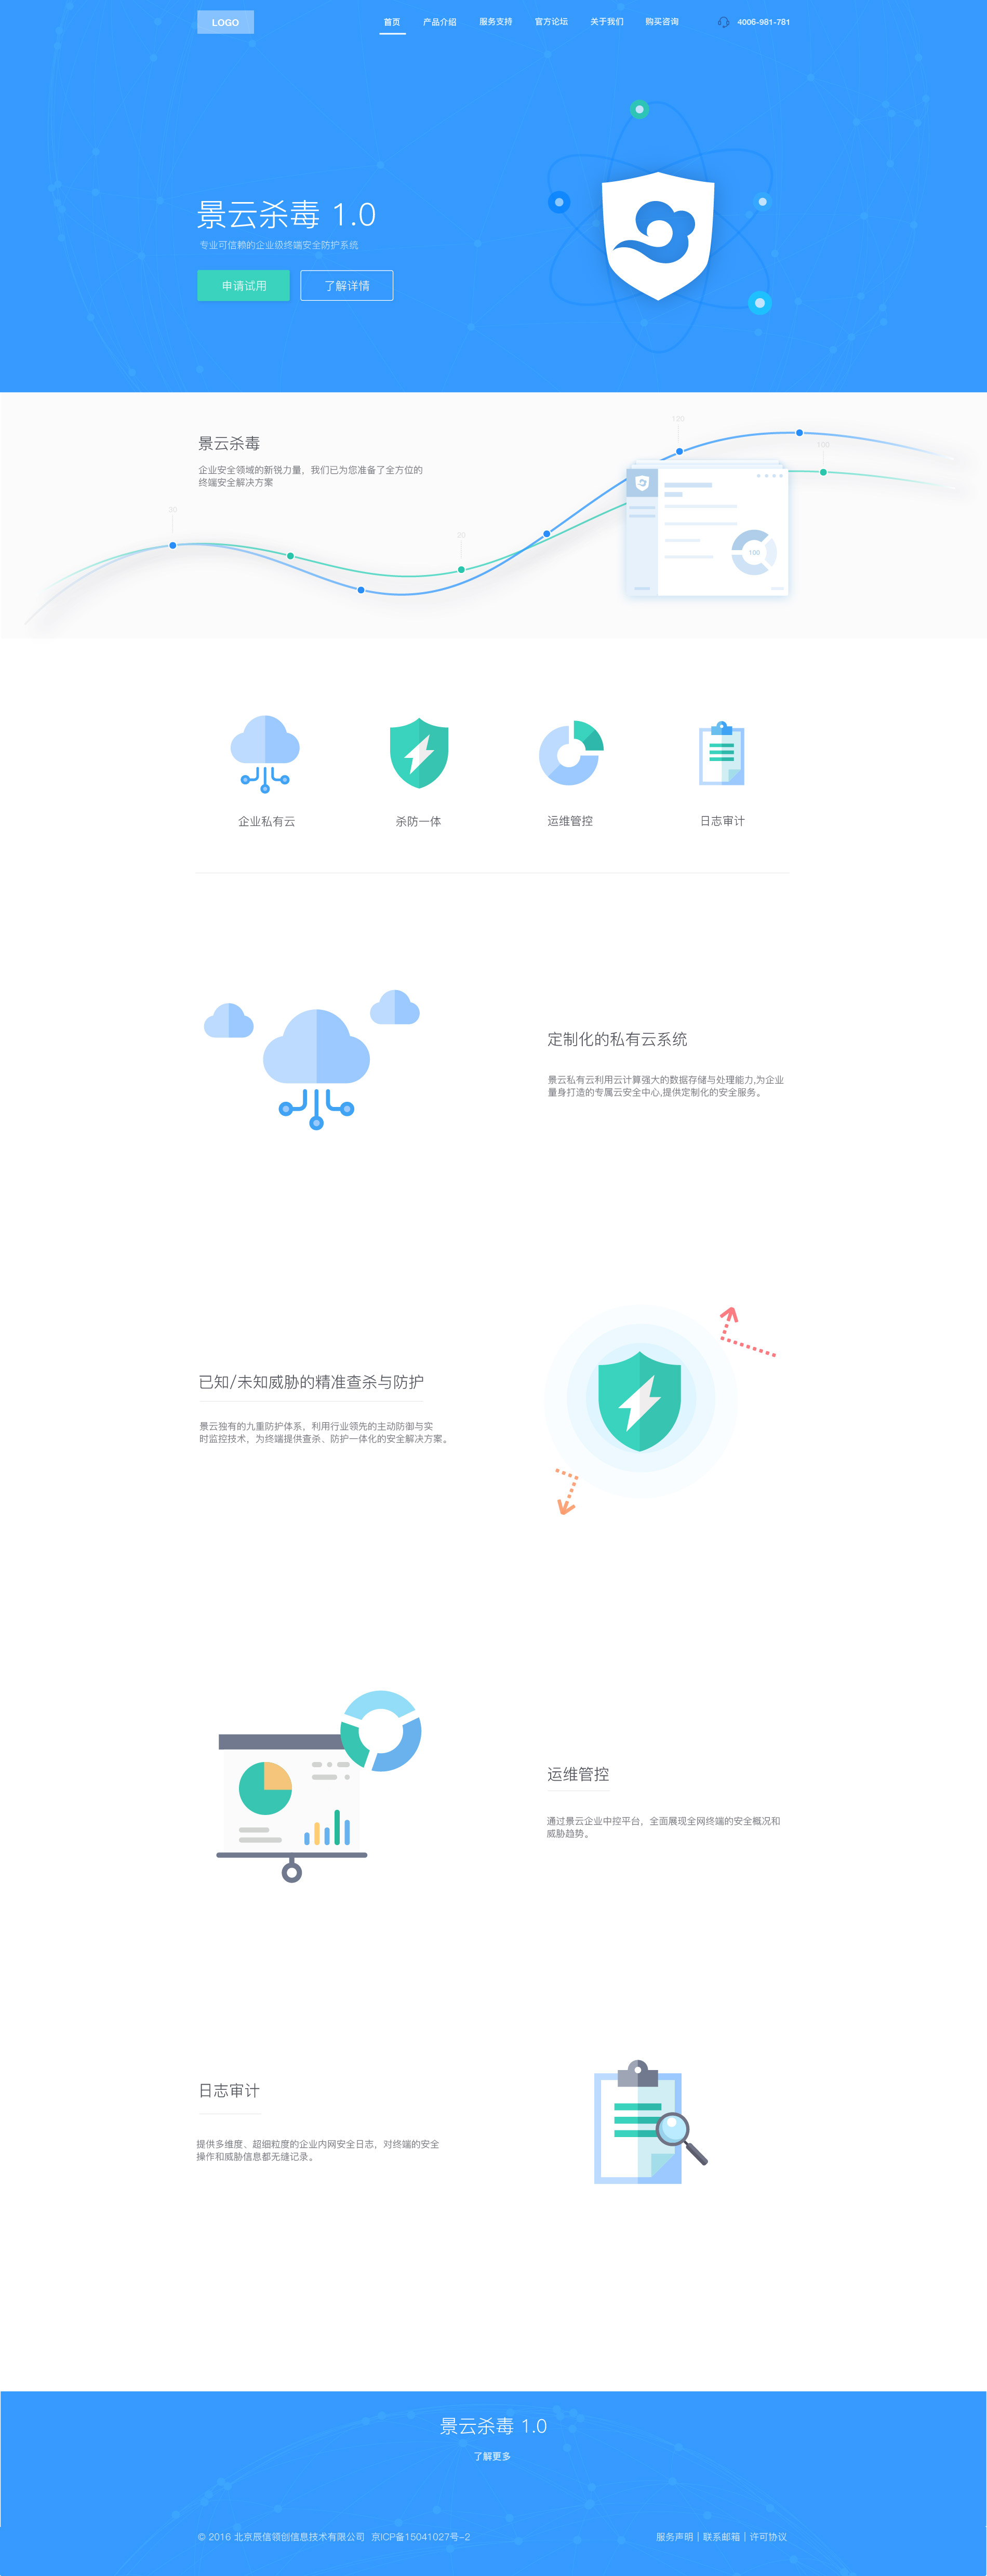 LOGO
首页 产品介绍 服务支持 官方论坛 关于我们 购买咨询 4006-981-781
景云杀毒 1.0
专业可信赖的企业级终端安全防护系统
申请试用 了解详情
景云杀毒
企业安全领域的新锐力量，我们已为您准备了全方位的
终端安全解决方案
120
100
30
20
100
企业私有云 杀防一体 运维管控 日志审计
定制化的私有云系统
景云私有云利用云计算强大的数据存储与处理能力,为企业
量身打造的专属云安全中心,提供定制化的安全服务。
已知/未知威胁的精准查杀与防护
景云独有的九重防护体系，利用行业领先的主动防御与实
时监控技术，为终端提供查杀、防护一体化的安全解决方案。
运维管控
通过景云企业中控平台，全面展现全网终端的安全概况和
威胁趋势。
日志审计
提供多维度、超细粒度的企业内网安全日志，对终端的安全
操作和威胁信息都无缝记录。
景云杀毒 1.0
了解更多
© 2016 北京辰信领创信息技术有限公司 京ICP备15041027号-2 服务声明 | 联系邮箱 | 许可协议